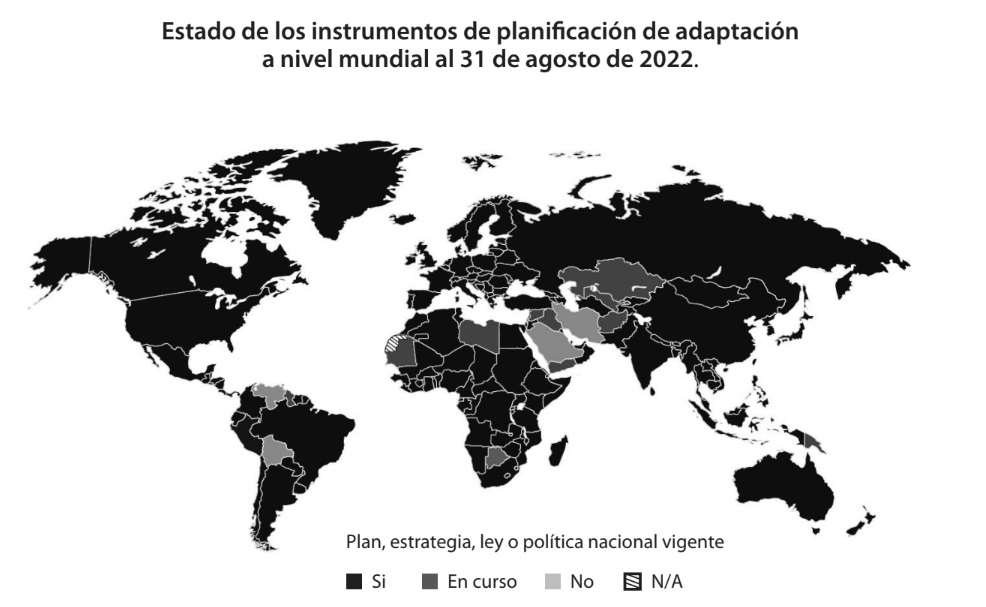 Estado de los instrumentos de planificación de adaptación
a nivel mundial al 31 de agosto de 2022.
Plan, estrategia, ley o política nacional vigente
Si En curso No N/A